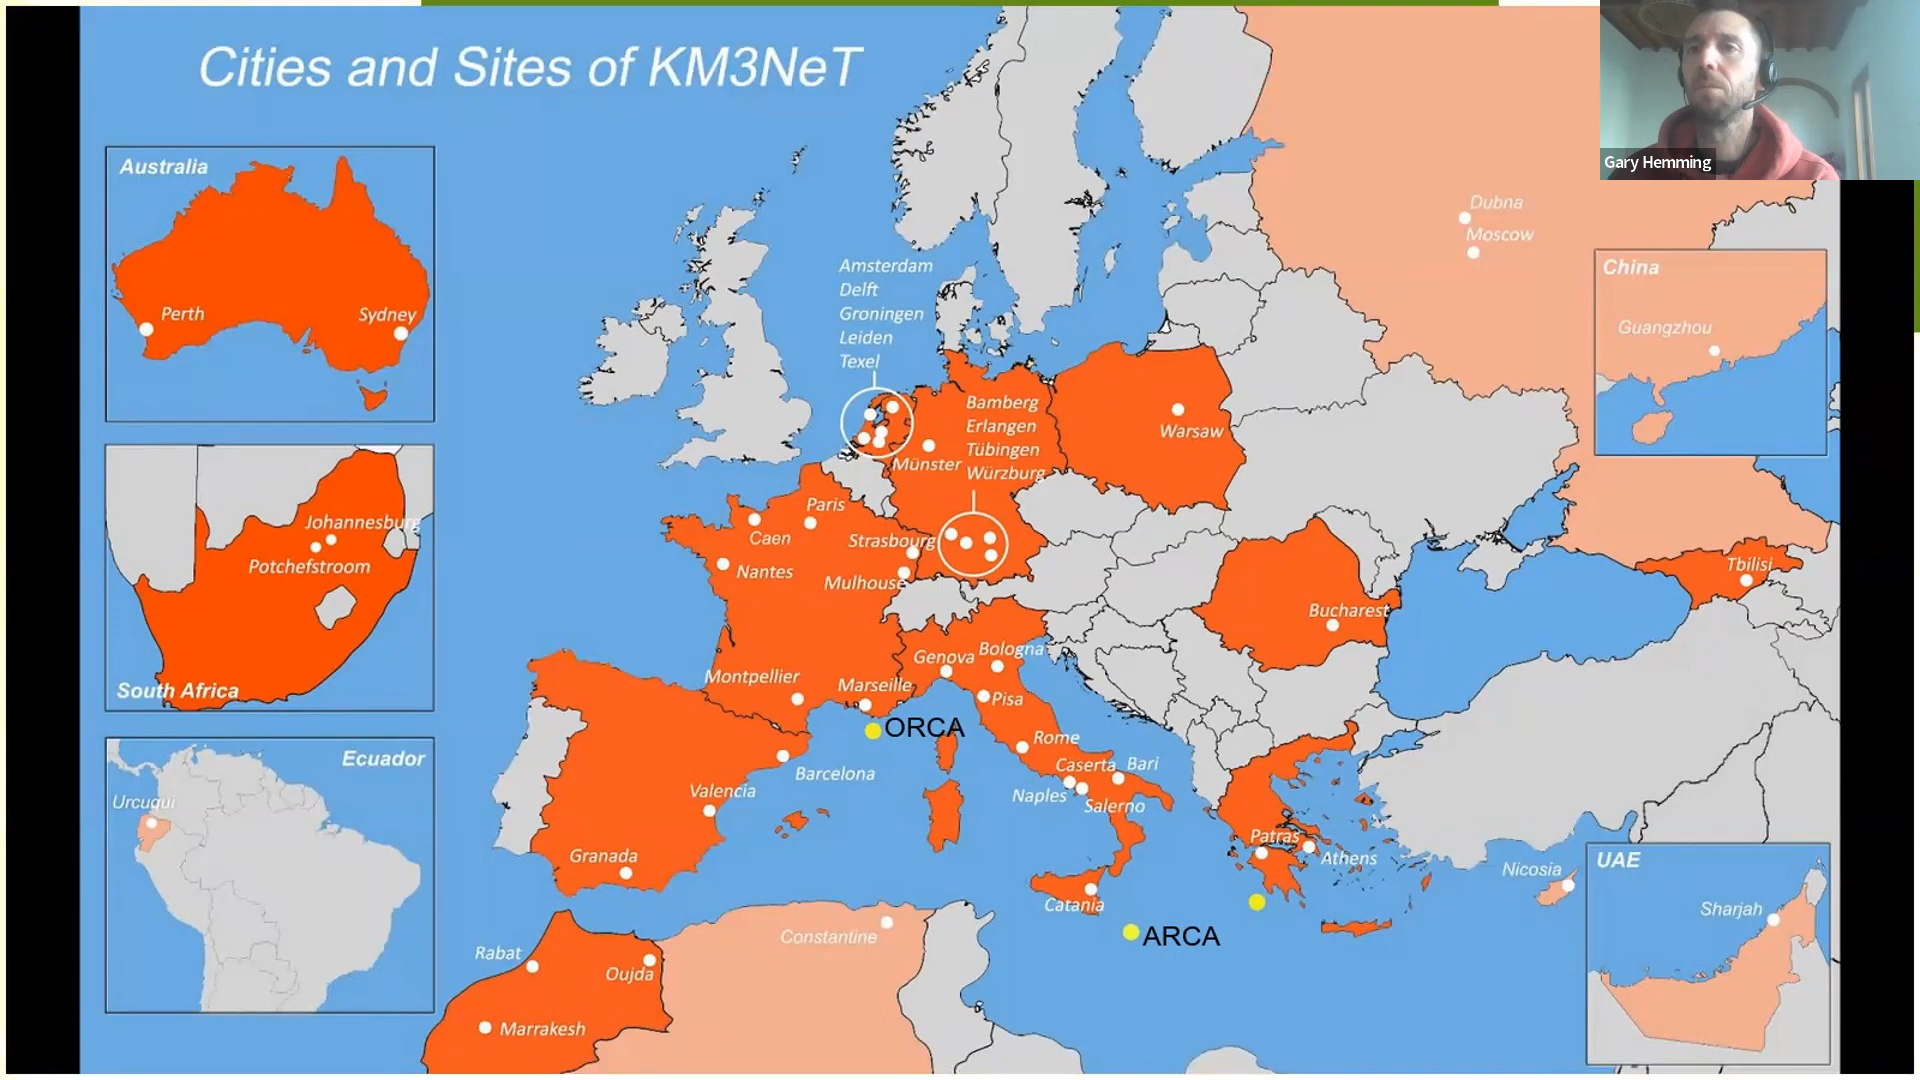 Cities and Sites of KM3NeT
Gary Hemming
Australia
Perth
Sydney
Johannesburg
Potchefstroom
South Africa
Ecuador
Urcuqui
Amsterdam
Delft
Groningen
Leiden
Texel
Bamberg
Erlangen
Tübingen
Würzburg
Münster
Warsaw
Dubna
Moscow
China
Guangzhou
Paris
Caen
Strasbourg
Nantes
Mulhouse
Tbilisi
Bucharest
Genova
Bologna
Montpellier
Marseille
Pisa
ORCA
Rome
Barcelona
Caserta
Bari
Naples
Salerno
Valencia
Granada
Patras
Athens
Catania
ARCA
Nicosia
UAE
Sharjah
Constantine
Rabat
Oujda
Marrakesh